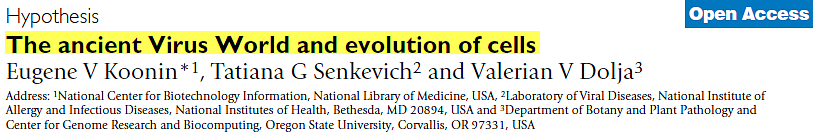 Hypothesis
Open Access
The ancient Virus World and evolution of cells
Eugene V Koonin*1, Tatiana G Senkevich2 and Valerian V Dolja3
Address: 1National Center for Biotechnology Information, National Library of Medicine, USA, 2Laboratory of Viral Diseases, National Institute of
Allergy and Infectious Diseases, National Institutes of Health, Bethesda, MD 20894, USA and 3Department of Botany and Plant Pathology and
Center for Genome Research and Biocomputing, Oregon State University, Corvallis, OR 97331, USA